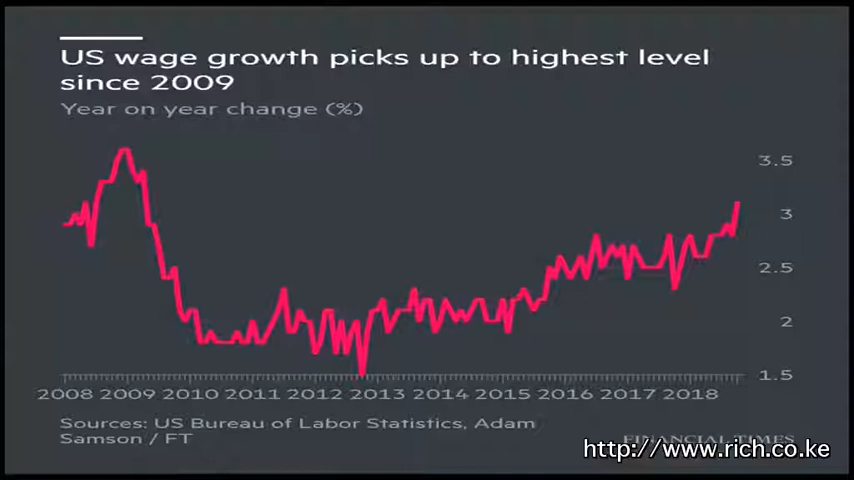 US wage growth picks up to highest level
since 2009
Year on year change (%)
3.5
3
2.5
2
1.5
2008 2009 2010 2011 2012 2013 2014 2015 2016 2017 2018
Sources: US Bureau of Labor Statistics, Adam
Samson / FT
FINANCIAL TIMES
http://www.rich.co.ke